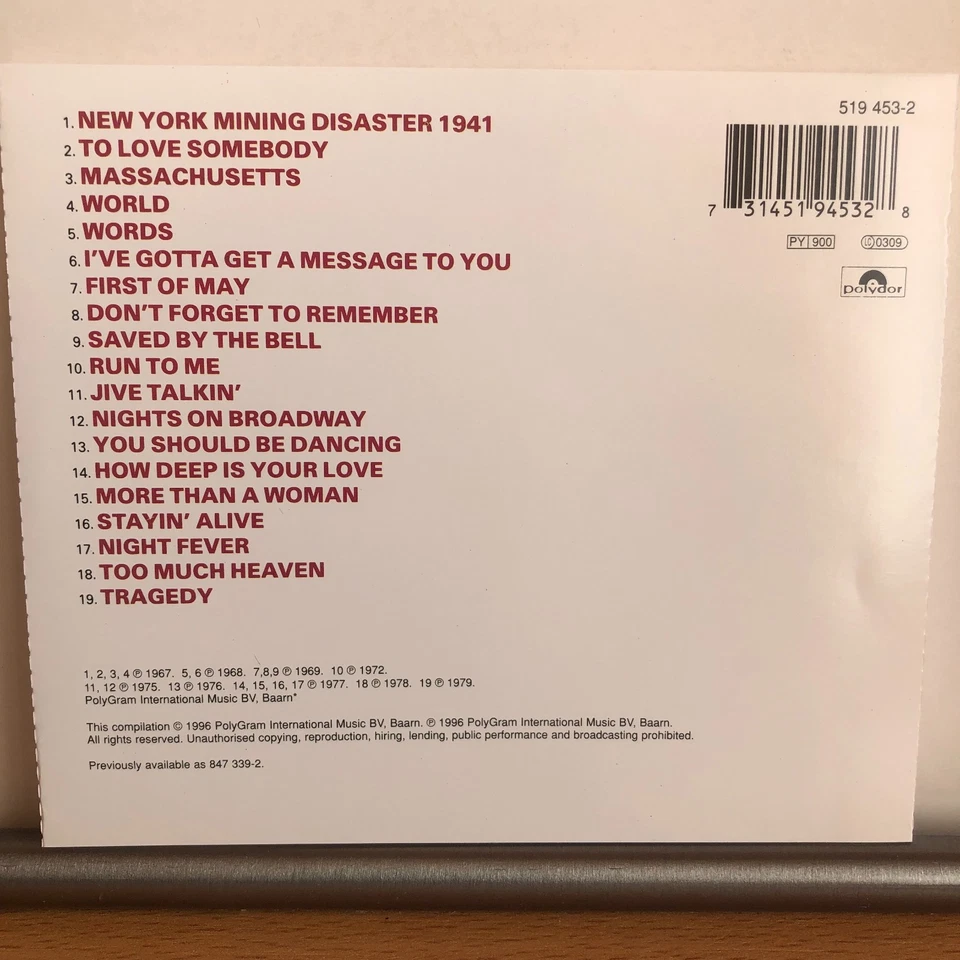 519 453-2
1. NEW YORK MINING DISASTER 1941
2. TO LOVE SOMEBODY
3. MASSACHUSETTS
4. WORLD
5. WORDS
6. I'VE GOTTA GET A MESSAGE TO YOU
7. FIRST OF MAY
8. DON'T FORGET TO REMEMBER
9. SAVED BY THE BELL
10. RUN TO ME
11. JIVE TALKIN'
12. NIGHTS ON BROADWAY
13. YOU SHOULD BE DANCING
14. HOW DEEP IS YOUR LOVE
15. MORE THAN A WOMAN
16. STAYIN' ALIVE
17. NIGHT FEVER
18. TOO MUCH HEAVEN
19. TRAGEDY
7 31451 94532 8
PY 900
LC 0309
polydor
1, 2, 3, 4 ℗ 1967. 5, 6 ℗ 1968. 7,8,9 ℗ 1969. 10 ℗ 1972.
11, 12 ℗ 1975. 13 ℗ 1976. 14, 15, 16, 17 ℗ 1977. 18 ℗ 1978. 19 ℗ 1979.
PolyGram International Music BV, Baarn*
This compilation © 1996 PolyGram International Music BV, Baarn. ℗ 1996 PolyGram International Music BV, Baarn.
All rights reserved. Unauthorised copying, reproduction, hiring, lending, public performance and broadcasting prohibited.
Previously available as 847 339-2.